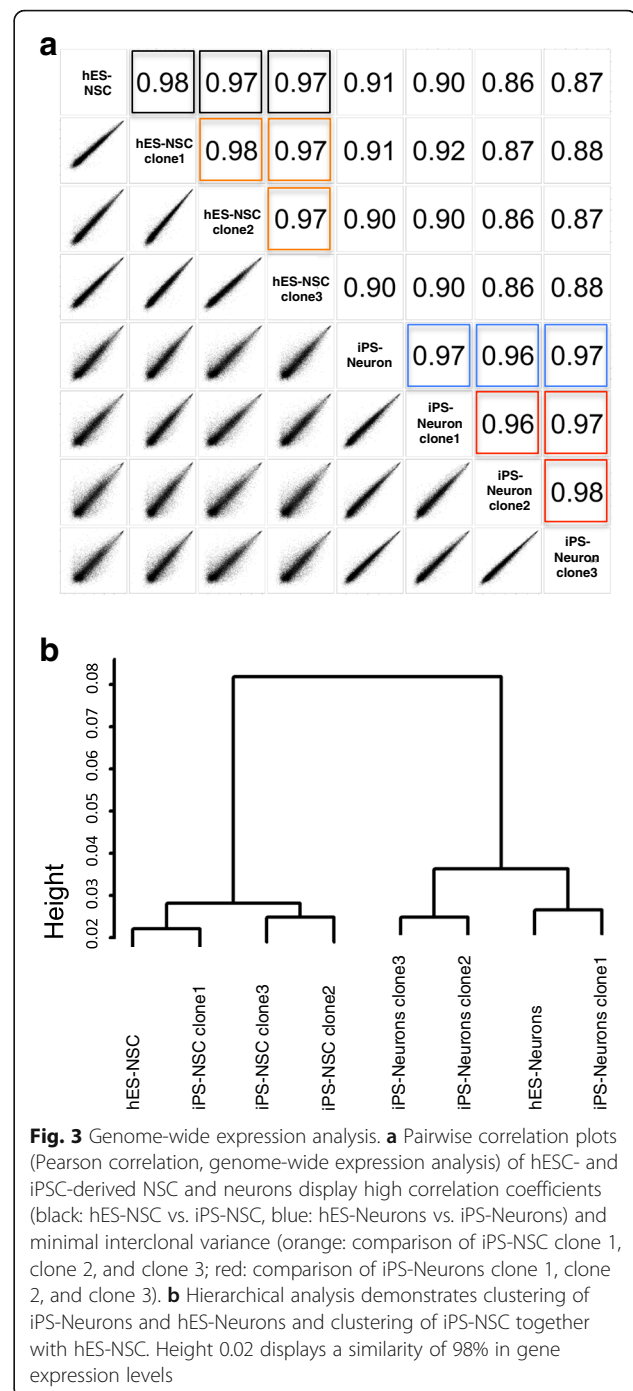 a
hES-
NSC
0.98 0.97 0.97 0.91 0.90 0.86 0.87
hES-NSC
clone1
0.98 0.97 0.91 0.92 0.87 0.88
hES-NSC
clone2
0.97 0.90 0.90 0.86 0.87
hES-NSC
clone3
0.90 0.90 0.86 0.88
iPS-
Neuron
0.97 0.96 0.97
iPS-
Neuron
clone1
0.96 0.97
iPS-
Neuron
clone2
0.98
iPS-
Neuron
clone3
b
Height
0.08
0.07
0.06
0.05
0.04
0.03
0.02
hES-NSC
iPS-NSC clone1
iPS-NSC clone3
iPS-NSC clone2
iPS-Neurons clone3
iPS-Neurons clone2
hES-Neurons
iPS-Neurons clone1
Fig. 3 Genome-wide expression analysis. a Pairwise correlation plots
(Pearson correlation, genome-wide expression analysis) of hESC- and
iPSC-derived NSC and neurons display high correlation coefficients
(black: hES-NSC vs. iPS-NSC, blue: hES-Neurons vs. iPS-Neurons) and
minimal interclonal variance (orange: comparison of iPS-NSC clone 1,
clone 2, and clone 3; red: comparison of iPS-Neurons clone 1, clone
2, and clone 3). b Hierarchical analysis demonstrates clustering of
iPS-Neurons and hES-Neurons and clustering of iPS-NSC together
with hES-NSC. Height 0.02 displays a similarity of 98% in gene
expression levels